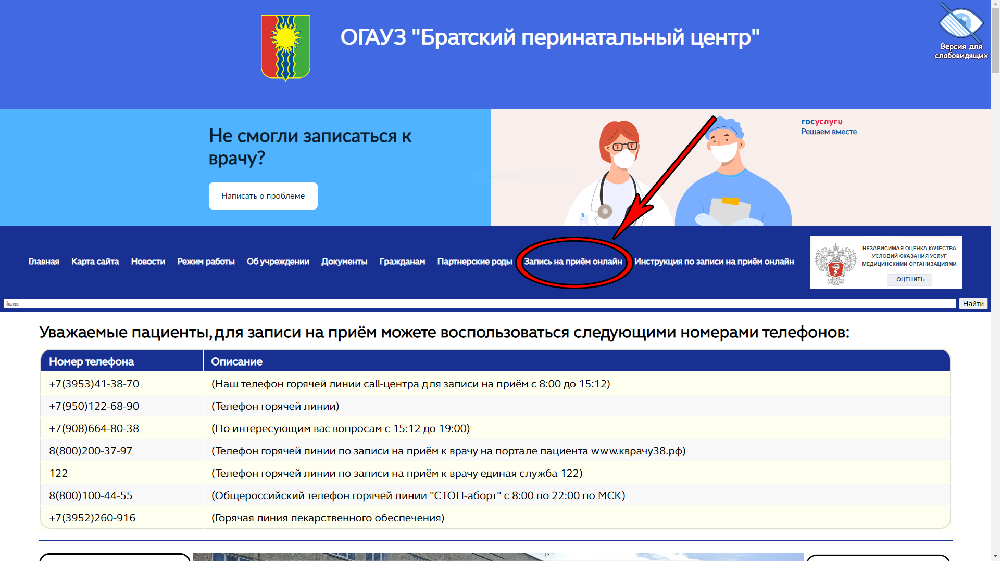 ОГАУЗ "Братский перинатальный центр"
Версия для
слабовидящих
Не смогли записаться к
врачу?
Написать о проблеме
госуслуги
Решаем вместе
Главная Карта сайта Новости Режим работы Об учреждении Документы Гражданам Партнерские роды Запись на приём онлайн Инструкция по записи на приём онлайн
НЕЗАВИСИМАЯ ОЦЕНКА КАЧЕСТВА
УСЛОВИЙ ОКАЗАНИЯ УСЛУГ
МЕДИЦИНСКИМИ ОРГАНИЗАЦИЯМИ
ОЦЕНИТЬ
Яндекс
Найти
Уважаемые пациенты, для записи на приём можете воспользоваться следующими номерами телефонов:
Номер телефона Описание
+7(3953)41-38-70 (Наш телефон горячей линии call-центра для записи на приём с 8:00 до 15:12)
+7(950)122-68-90 (Телефон горячей линии)
+7(908)664-80-38 (По интересующим вас вопросам с 15:12 до 19:00)
8(800)200-37-97 (Телефон горячей линии по записи на приём к врачу на портале пациента www.кврачу38.рф)
122 (Телефон горячей линии по записи на приём к врачу единая служба 122)
8(800)100-44-55 (Общероссийский телефон горячей линии "СТОП-аборт" с 8:00 по 22:00 по МСК)
+7(3952)260-916 (Горячая линия лекарственного обеспечения)